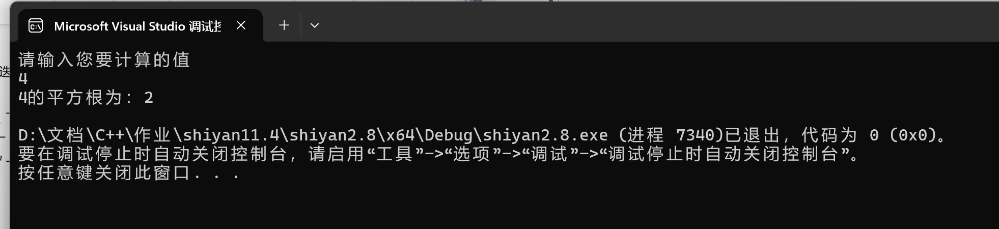 Microsoft Visual Studio 调试控
迭
请输入您要计算的值
4
4的平方根为：2
D:\文档\C++\作业\shiyan11.4\shiyan2.8\x64\Debug\shiyan2.8.exe (进程 7340)已退出，代码为 0 (0x0)。
要在调试停止时自动关闭控制台，请启用“工具”->“选项”->“调试”->“调试停止时自动关闭控制台”。
按任意键关闭此窗口. . .